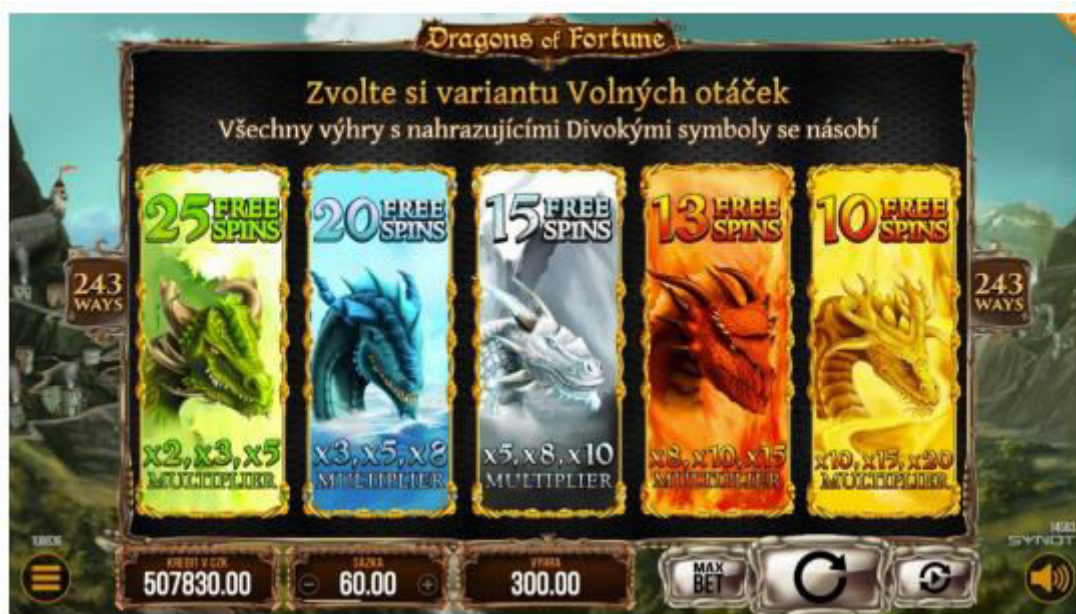 Dragons of Fortune
Zvolte si variantu Volných otáček
Všechny výhry s nahrazujícími Divokými symboly se násobí
25 FREE SPINS
20 FREE SPINS
15 FREE SPINS
13 FREE SPINS
10 FREE SPINS
243 WAYS
243 WAYS
x2, x3, x5 MULTIPLIER
x3, x5, x8 MULTIPLIER
x5, x8, x10 MULTIPLIER
x8, x10, x15 MULTIPLIER
x10, x15, x20 MULTIPLIER
SYNOT
KREDIT V CZK
507830.00
SÁZKA
60.00
VÝHRA
300.00
MAX BET